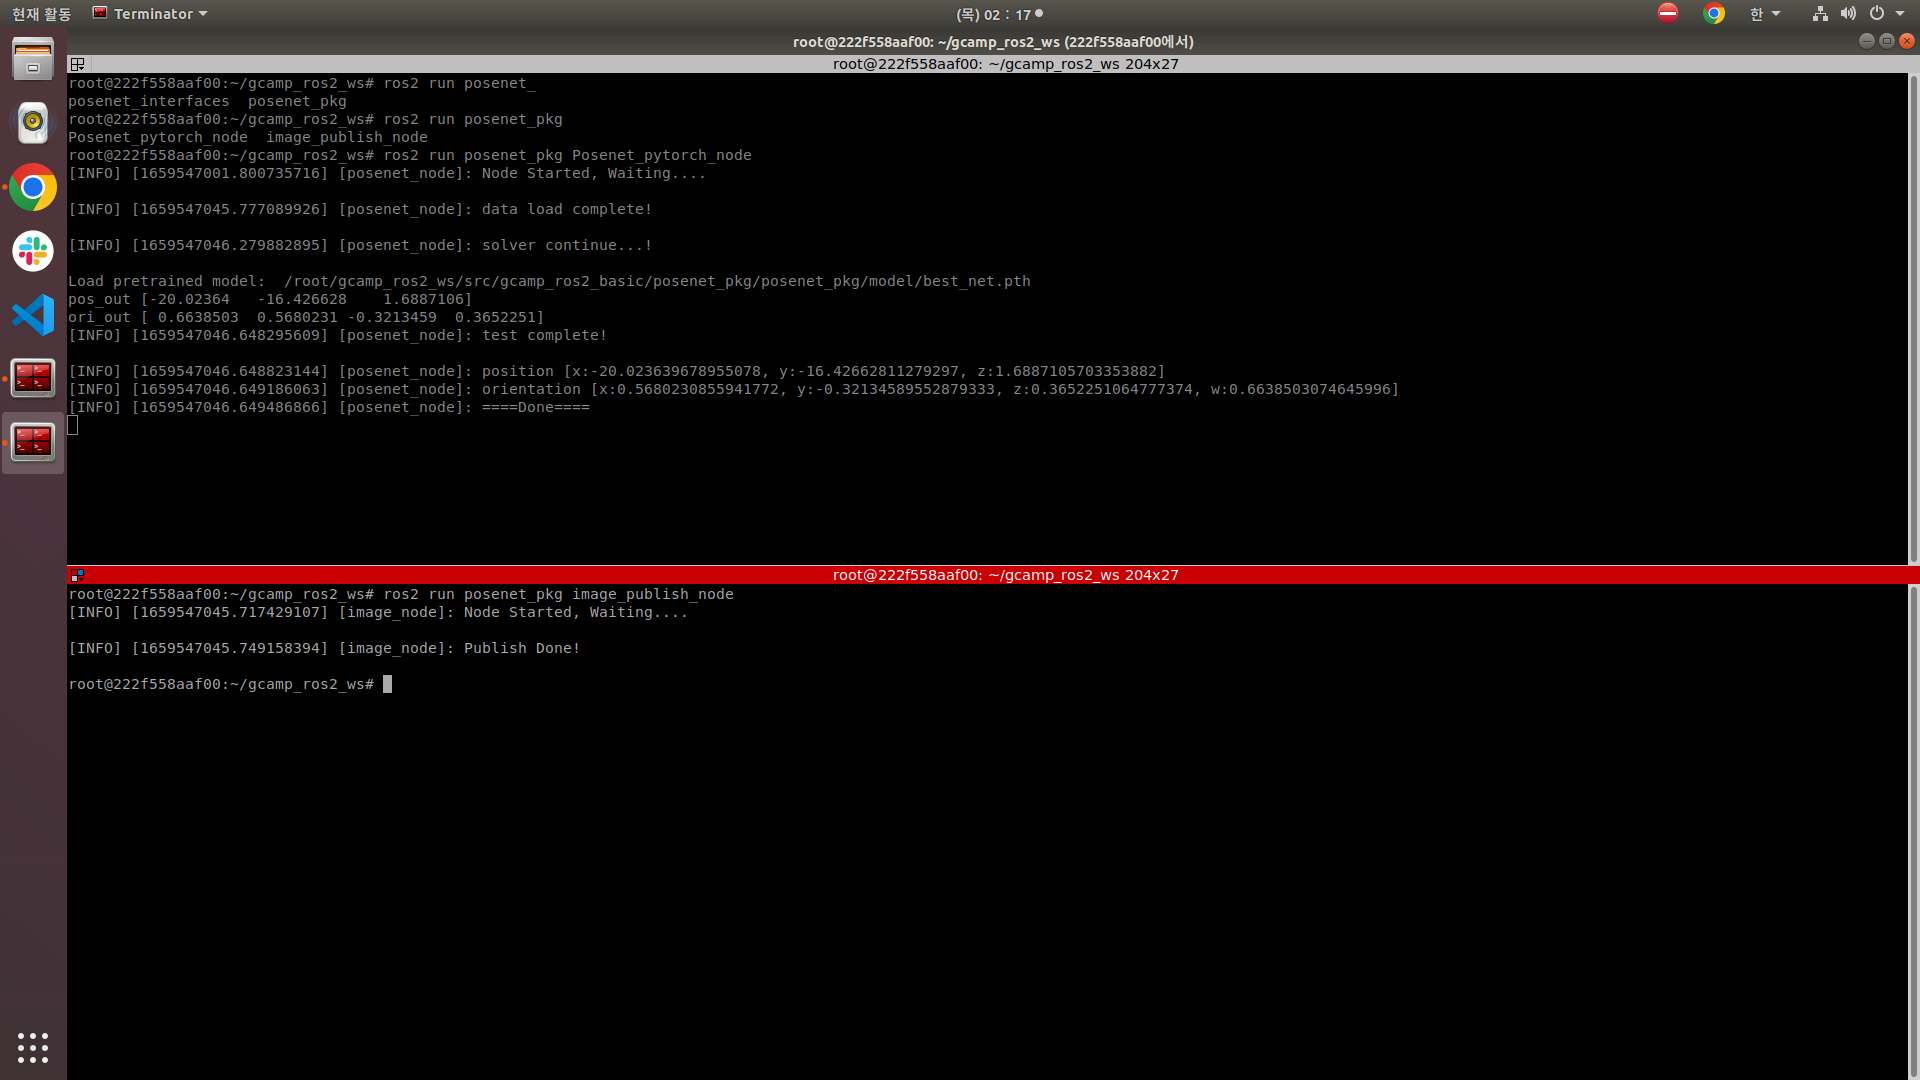 현재 활동 Terminator (목) 02 : 17 한
root@222f558aaf00: ~/gcamp_ros2_ws (222f558aaf00에서)
root@222f558aaf00: ~/gcamp_ros2_ws 204x27
root@222f558aaf00:~/gcamp_ros2_ws# ros2 run posenet_
posenet_interfaces  posenet_pkg
root@222f558aaf00:~/gcamp_ros2_ws# ros2 run posenet_pkg
Posenet_pytorch_node  image_publish_node
root@222f558aaf00:~/gcamp_ros2_ws# ros2 run posenet_pkg Posenet_pytorch_node
[INFO] [1659547001.800735716] [posenet_node]: Node Started, Waiting....
[INFO] [1659547045.777089926] [posenet_node]: data load complete!
[INFO] [1659547046.279882895] [posenet_node]: solver continue...!
Load pretrained model:  /root/gcamp_ros2_ws/src/gcamp_ros2_basic/posenet_pkg/posenet_pkg/model/best_net.pth
pos_out [-20.02364   -16.426628    1.6887106]
ori_out [ 0.6638503  0.5680231 -0.3213459  0.3652251]
[INFO] [1659547046.648295609] [posenet_node]: test complete!
[INFO] [1659547046.648823144] [posenet_node]: position [x:-20.023639678955078, y:-16.42662811279297, z:1.6887105703353882]
[INFO] [1659547046.649186063] [posenet_node]: orientation [x:0.5680230855941772, y:-0.32134589552879333, z:0.3652251064777374, w:0.6638503074645996]
[INFO] [1659547046.649486866] [posenet_node]: ====Done====
root@222f558aaf00: ~/gcamp_ros2_ws 204x27
root@222f558aaf00:~/gcamp_ros2_ws# ros2 run posenet_pkg image_publish_node
[INFO] [1659547045.717429107] [image_node]: Node Started, Waiting....
[INFO] [1659547045.749158394] [image_node]: Publish Done!
root@222f558aaf00:~/gcamp_ros2_ws#